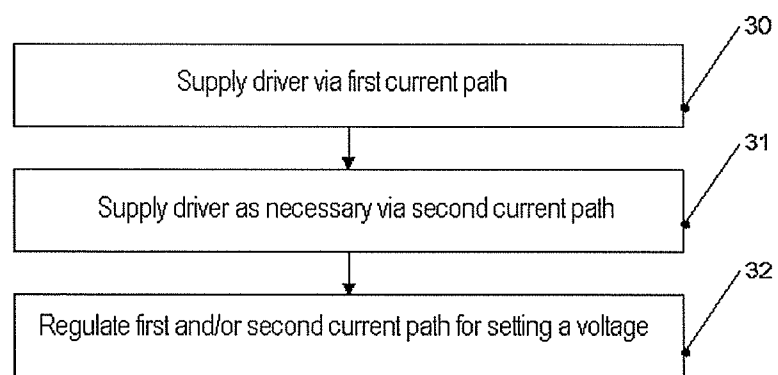 30
Supply driver via first current path
31
Supply driver as necessary via second current path
32
Regulate first and/or second current path for setting a voltage